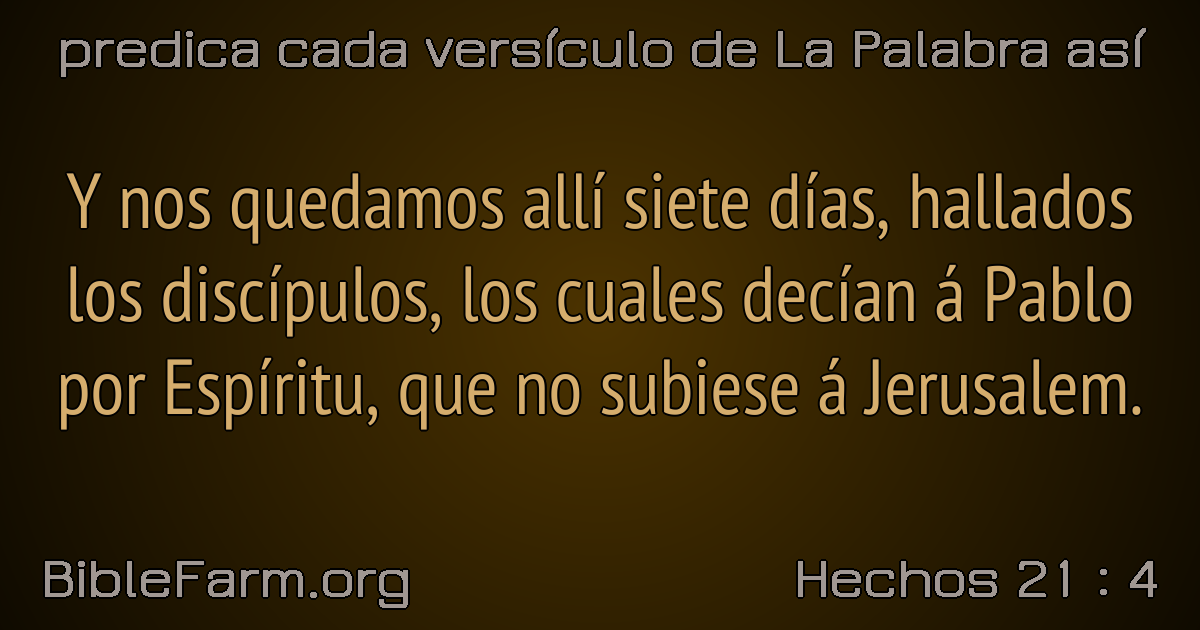 predica cada versículo de La Palabra así
Y nos quedamos allí siete días, hallados
los discípulos, los cuales decían á Pablo
por Espíritu, que no subiese á Jerusalem.
BibleFarm.org
Hechos 21 : 4